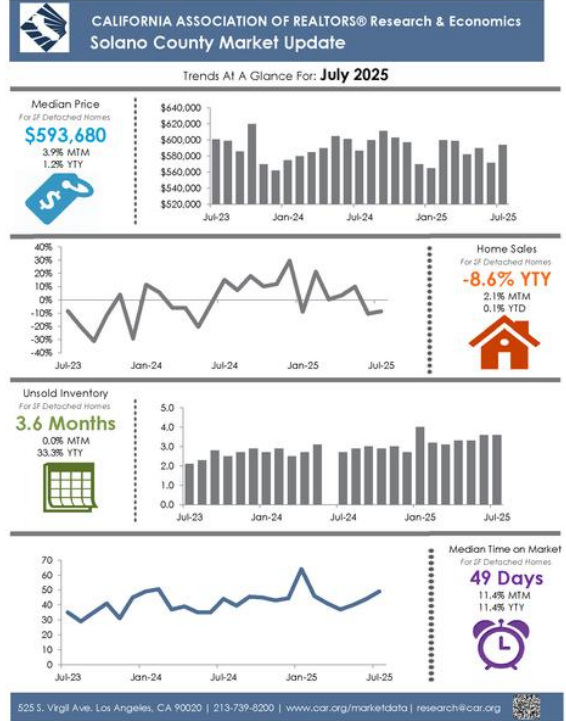 CALIFORNIA ASSOCIATION OF REALTORS® Research & Economics
Solano County Market Update
Trends At A Glance For: July 2025
Median Price
For SF Detached Homes
$593,680
3.9% MTM
1.2% YTY
$
$640,000
$620,000
$600,000
$580,000
$560,000
$540,000
$520,000
Jul-23 Jan-24 Jul-24 Jan-25 Jul-25
40%
30%
20%
10%
0%
-10%
-20%
-30%
-40%
Jul-23 Jan-24 Jul-24 Jan-25 Jul-25
Home Sales
For SF Detached Homes
-8.6% YTY
2.1% MTM
0.1% YTD
Unsold Inventory
For SF Detached Homes
3.6 Months
0.0% MTM
33.3% YTY
5.0
4.0
3.0
2.0
1.0
0.0
Jul-23 Jan-24 Jul-24 Jan-25 Jul-25
70
60
50
40
30
20
10
0
Jul-23 Jan-24 Jul-24 Jan-25 Jul-25
Median Time on Market
For SF Detached Homes
49 Days
11.4% MTM
11.4% YTY
525 S. Virgil Ave. Los Angeles, CA 90020 | 213-739-8200 | www.car.org/marketdata | research@car.org